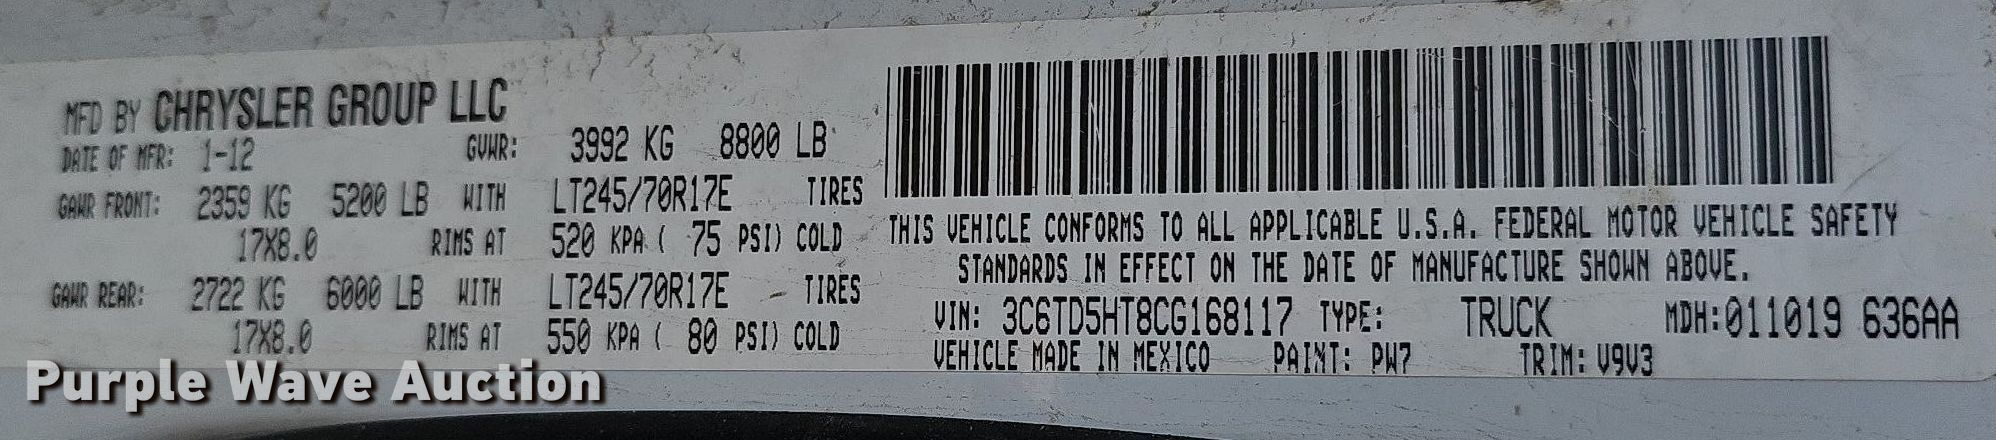 MFD BY CHRYSLER GROUP LLC
DATE OF MFR: 1-12 GVWR: 3992 KG 8800 LB
GAWR FRONT: 2359 KG 5200 LB WITH LT245/70R17E TIRES
17X8.0 RIMS AT 520 KPA ( 75 PSI) COLD
GAWR REAR: 2722 KG 6000 LB WITH LT245/70R17E TIRES
17X8.0 RIMS AT 550 KPA ( 80 PSI) COLD
THIS VEHICLE CONFORMS TO ALL APPLICABLE U.S.A. FEDERAL MOTOR VEHICLE SAFETY
STANDARDS IN EFFECT ON THE DATE OF MANUFACTURE SHOWN ABOVE.
VIN: 3C6TD5HT8CG168117 TYPE: TRUCK MDH:011019 636AA
VEHICLE MADE IN MEXICO PAINT: PW7 TRIM: V9V3
Purple Wave Auction